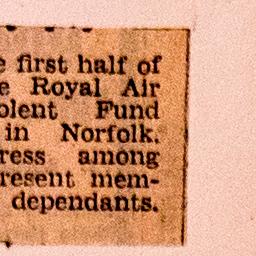 e first half of
e Royal Air
olent Fund
in Norfolk.
ress among
resent mem-
dependants.